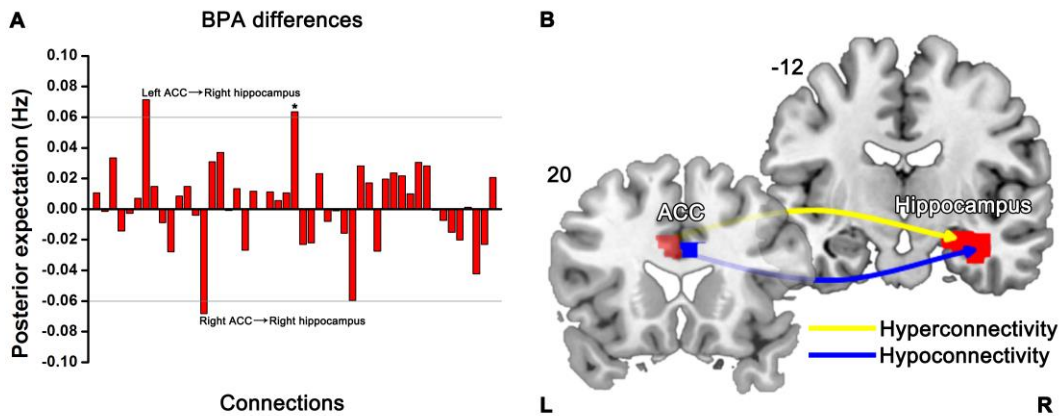 A
BPA differences
Posterior expectation (Hz)
0.10
0.08
0.06
0.04
0.02
0.00
-0.02
-0.04
-0.06
-0.08
-0.10
Left ACC→Right hippocampus
*
Right ACC→Right hippocampus
Connections
B
-12
20
ACC
Hippocampus
Hyperconnectivity
Hypoconnectivity
L
R